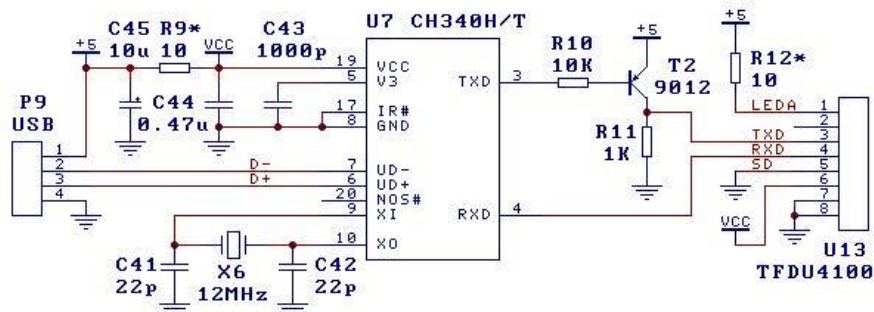 U7 CH340H/T
C45 R9* C43
+5 10u 10 VCC 1000p
+5
+5
R10
10K
T2
9012
R12*
10
P9
USB
C44
0.47u
19 VCC
5 V3
TXD 3
17 IR#
8 GND
LEDA 1
2
TXD 3
RXD 4
SD 5
6
7
8
R11
1K
1
2 D- 7 UD-
3 D+ 6 UD+
4
20 NOS#
9 XI
10 XO
RXD 4
VCC
C41
22p
X6
12MHz
C42
22p
U13
TFDU4100